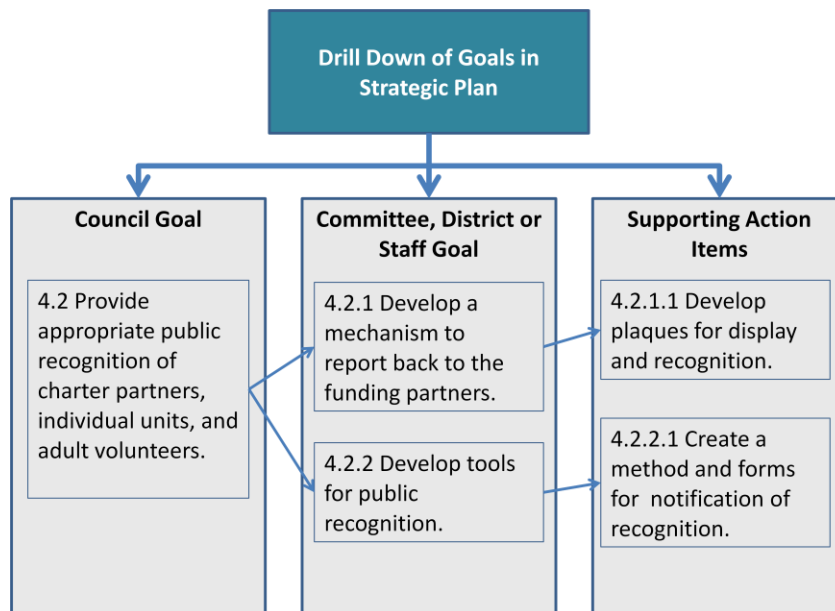 Drill Down of Goals in
Strategic Plan
Council Goal
4.2 Provide
appropriate public
recognition of
charter partners,
individual units, and
adult volunteers.
Committee, District or
Staff Goal
4.2.1 Develop a
mechanism to
report back to the
funding partners.
4.2.2 Develop tools
for public
recognition.
Supporting Action
Items
4.2.1.1 Develop
plaques for display
and recognition.
4.2.2.1 Create a
method and forms
for  notification of
recognition.